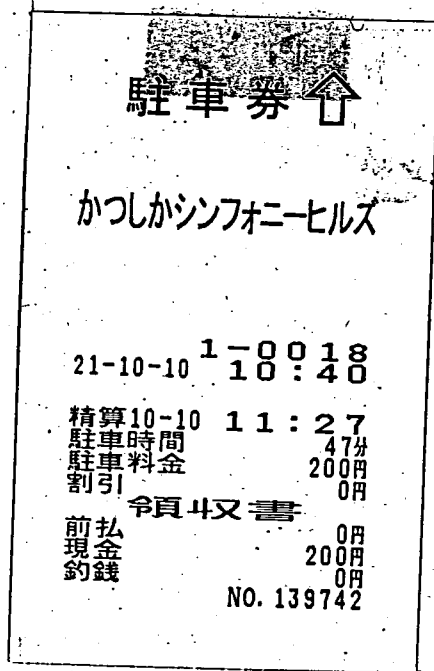 駐車券
かつしかシンフォニーヒルズ
1-0018
21-10-10 10:40
精算10-10 11:27
駐車時間 47分
駐車料金 200円
割引 0円
領収書
前払 0円
現金 200円
釣銭 0円
NO.139742